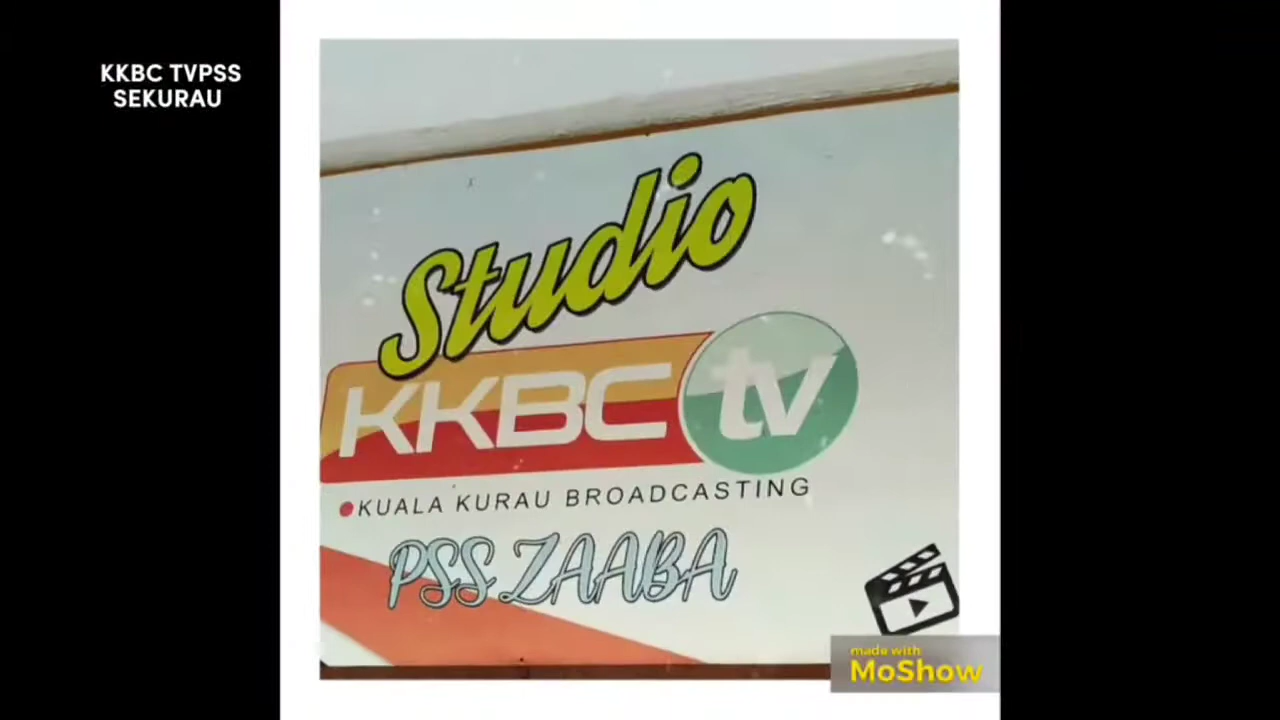 KKBC TVPSS
SEKURAU
Studio
KKBC tv
KUALA KURAU BROADCASTING
PSS ZAABA
made with
MoShow